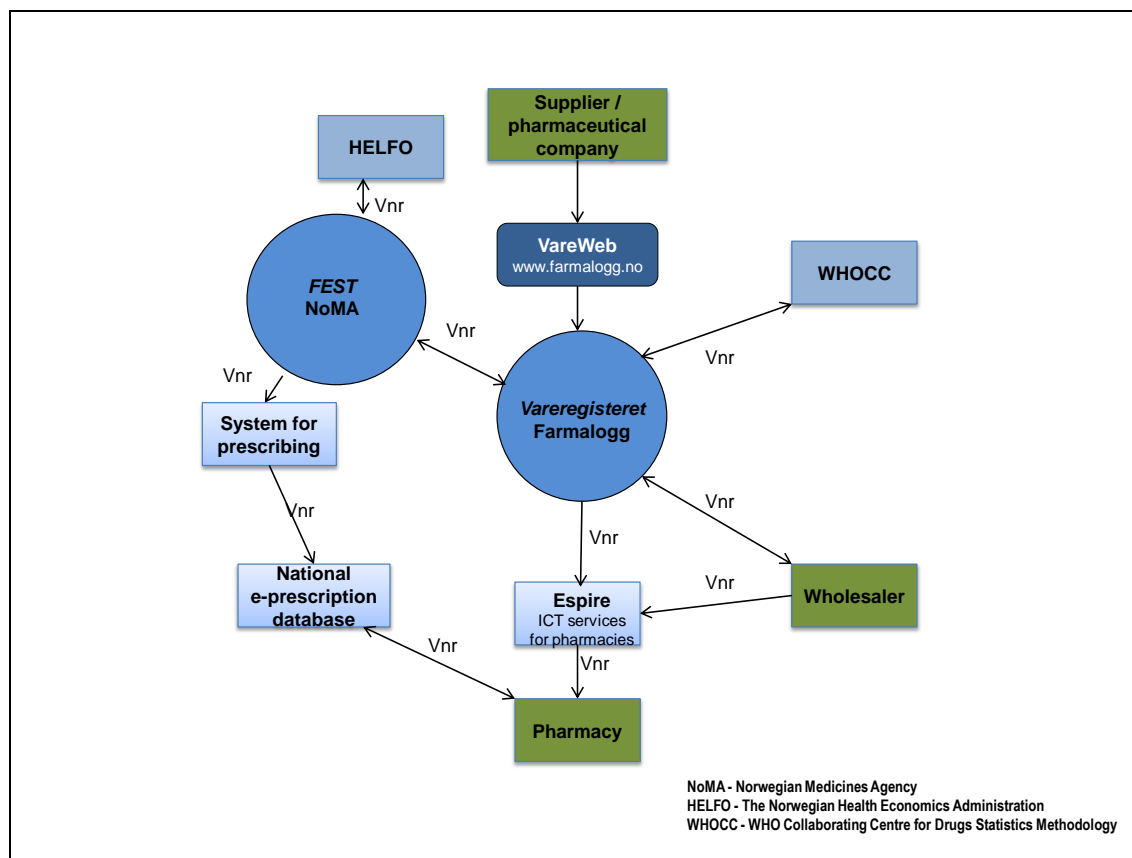 Supplier /
pharmaceutical
company
HELFO
Vnr
VareWeb
www.farmalogg.no
WHOCC
FEST
NoMA
Vnr
Vnr
Vnr
Vareregisteret
Farmalogg
System for
prescribing
Vnr
Vnr
Vnr
National
e-prescription
database
Espire
ICT services
for pharmacies
Vnr
Wholesaler
Vnr
Vnr
Pharmacy
NoMA - Norwegian Medicines Agency
HELFO - The Norwegian Health Economics Administration
WHOCC - WHO Collaborating Centre for Drugs Statistics Methodology